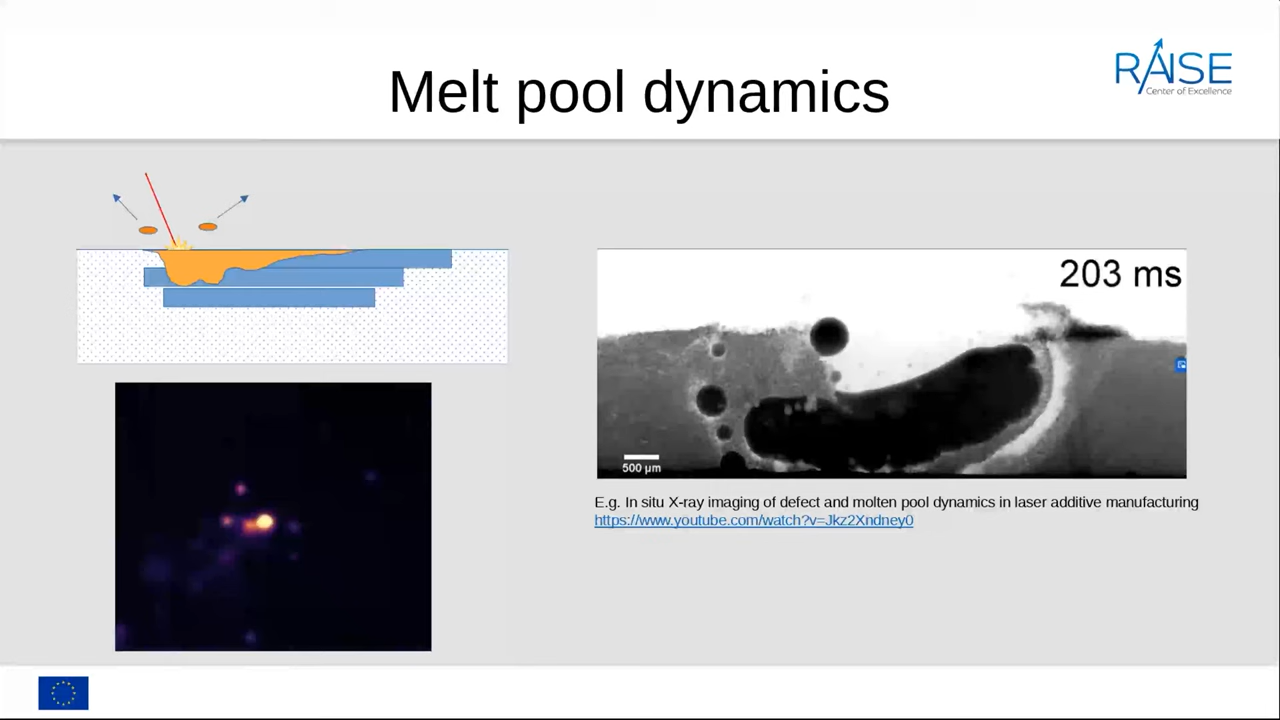 Melt pool dynamics
RAISE
Center of Excellence
203 ms
500 µm
E.g. In situ X-ray imaging of defect and molten pool dynamics in laser additive manufacturing
https://www.youtube.com/watch?v=Jkz2Xndney0